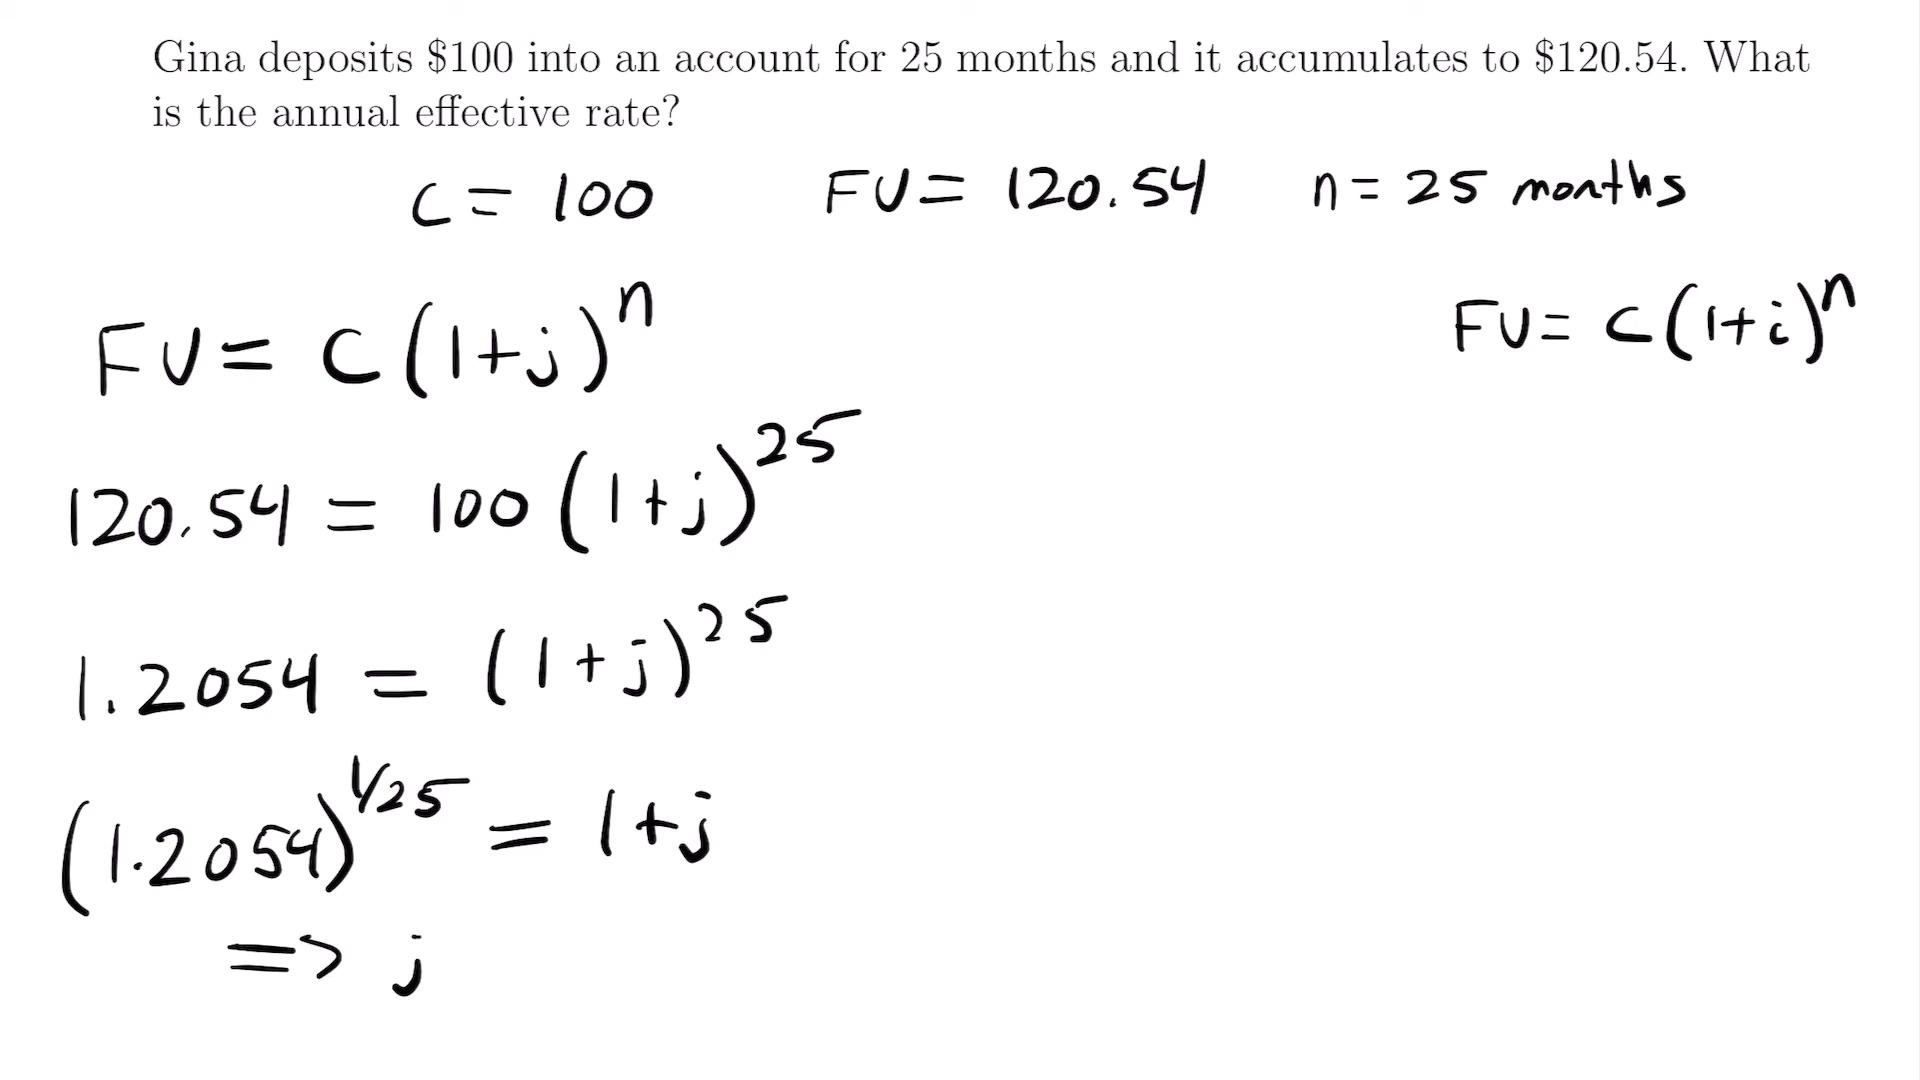 Gina deposits $100 into an account for 25 months and it accumulates to $120.54. What
is the annual effective rate?
C = 100 FV = 120.54 n = 25 months
FV = C(1+j)^n FV = C(1+i)^n
120.54 = 100(1+j)^25
1.2054 = (1+j)^25
(1.2054)^1/25 = 1+j
=> j